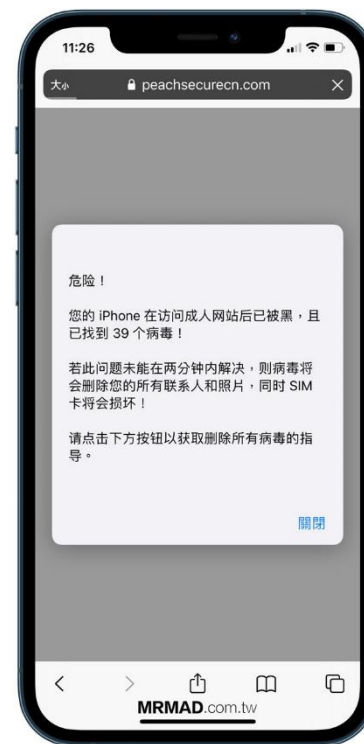 11:26
大小 peachsecurecn.com
危险！
您的 iPhone 在访问成人网站后已被黑，且
已找到 39 个病毒！
若此问题未能在两分钟内解决，则病毒将
会删除您的所有联系人和照片，同时 SIM
卡将会损坏！
请点击下方按钮以获取删除所有病毒的指
导。
關閉
MRMAD.com.tw